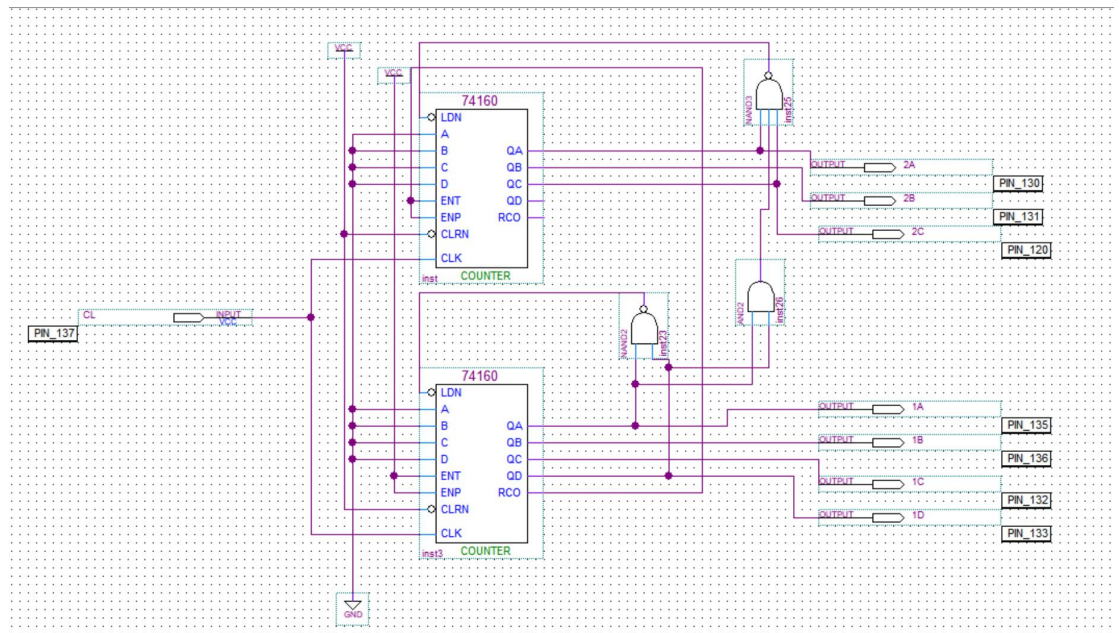 VCC
VCC
74160
LDN
A
B
C
D
ENT
ENP
CLRN
CLK
QA
QB
QC
QD
RCO
inst
COUNTER
NAND3
inst25
OUTPUT
2A
PIN_130
OUTPUT
2B
PIN_131
OUTPUT
2C
PIN_120
AND2
inst26
NAND2
inst23
CL
INPUT
VCC
PIN_137
74160
LDN
A
B
C
D
ENT
ENP
CLRN
CLK
QA
QB
QC
QD
RCO
inst3
COUNTER
OUTPUT
1A
PIN_135
OUTPUT
1B
PIN_136
OUTPUT
1C
PIN_132
OUTPUT
1D
PIN_133
GND